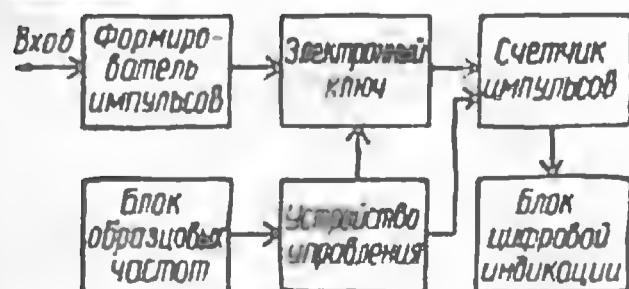 Вход
Формиро-
ватель
импульсов
Электронный
ключ
Счетчик
импульсов
Блок
образцовых
частот
Устройство
управления
Блок
цифровой
индикации